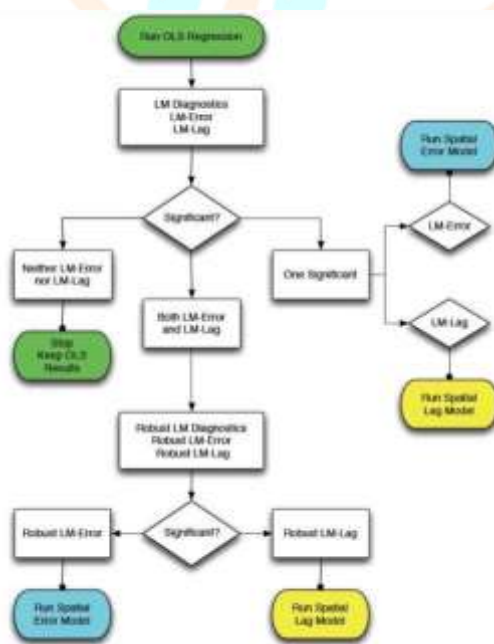 Run OLS Regression
LM Diagnostics
LM-Error
LM-Lag
Significant?
Run Spatial
Error Model
LM-Error
Neither LM-Error
nor LM-Lag
One Significant
Both LM-Error
and LM-Lag
LM-Lag
Stop
Keep OLS
Results
Run Spatial
Lag Model
Robust LM Diagnostics
Robust LM-Error
Robust LM-Lag
Significant?
Robust LM-Error
Robust LM-Lag
Run Spatial
Error Model
Run Spatial
Lag Model